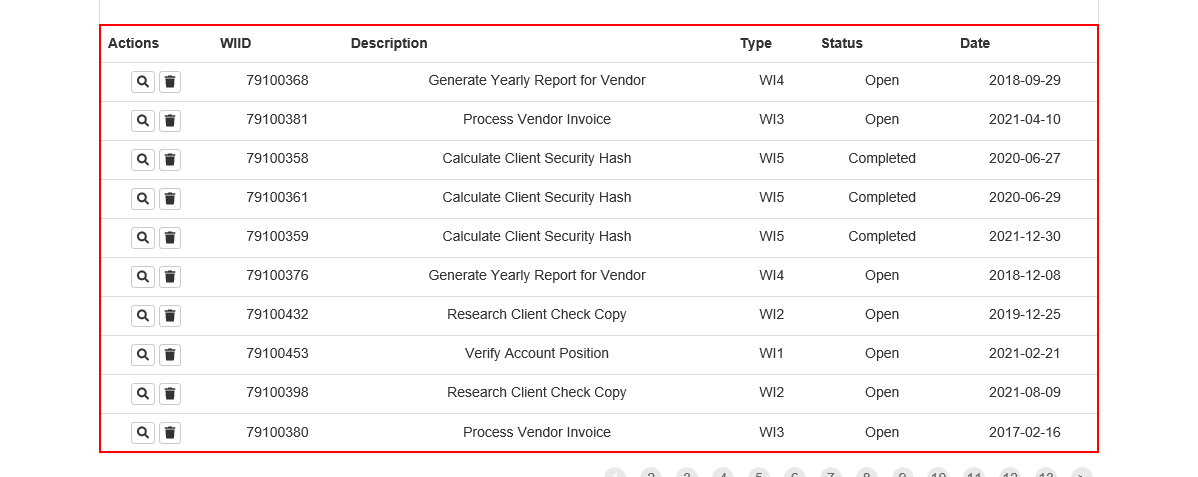 Actions WIID Description Type Status Date
79100368 Generate Yearly Report for Vendor WI4 Open 2018-09-29
79100381 Process Vendor Invoice WI3 Open 2021-04-10
79100358 Calculate Client Security Hash WI5 Completed 2020-06-27
79100361 Calculate Client Security Hash WI5 Completed 2020-06-29
79100359 Calculate Client Security Hash WI5 Completed 2021-12-30
79100376 Generate Yearly Report for Vendor WI4 Open 2018-12-08
79100432 Research Client Check Copy WI2 Open 2019-12-25
79100453 Verify Account Position WI1 Open 2021-02-21
79100398 Research Client Check Copy WI2 Open 2021-08-09
79100380 Process Vendor Invoice WI3 Open 2017-02-16
1 2 3 4 5 6 7 8 9 10 11 12 13 >